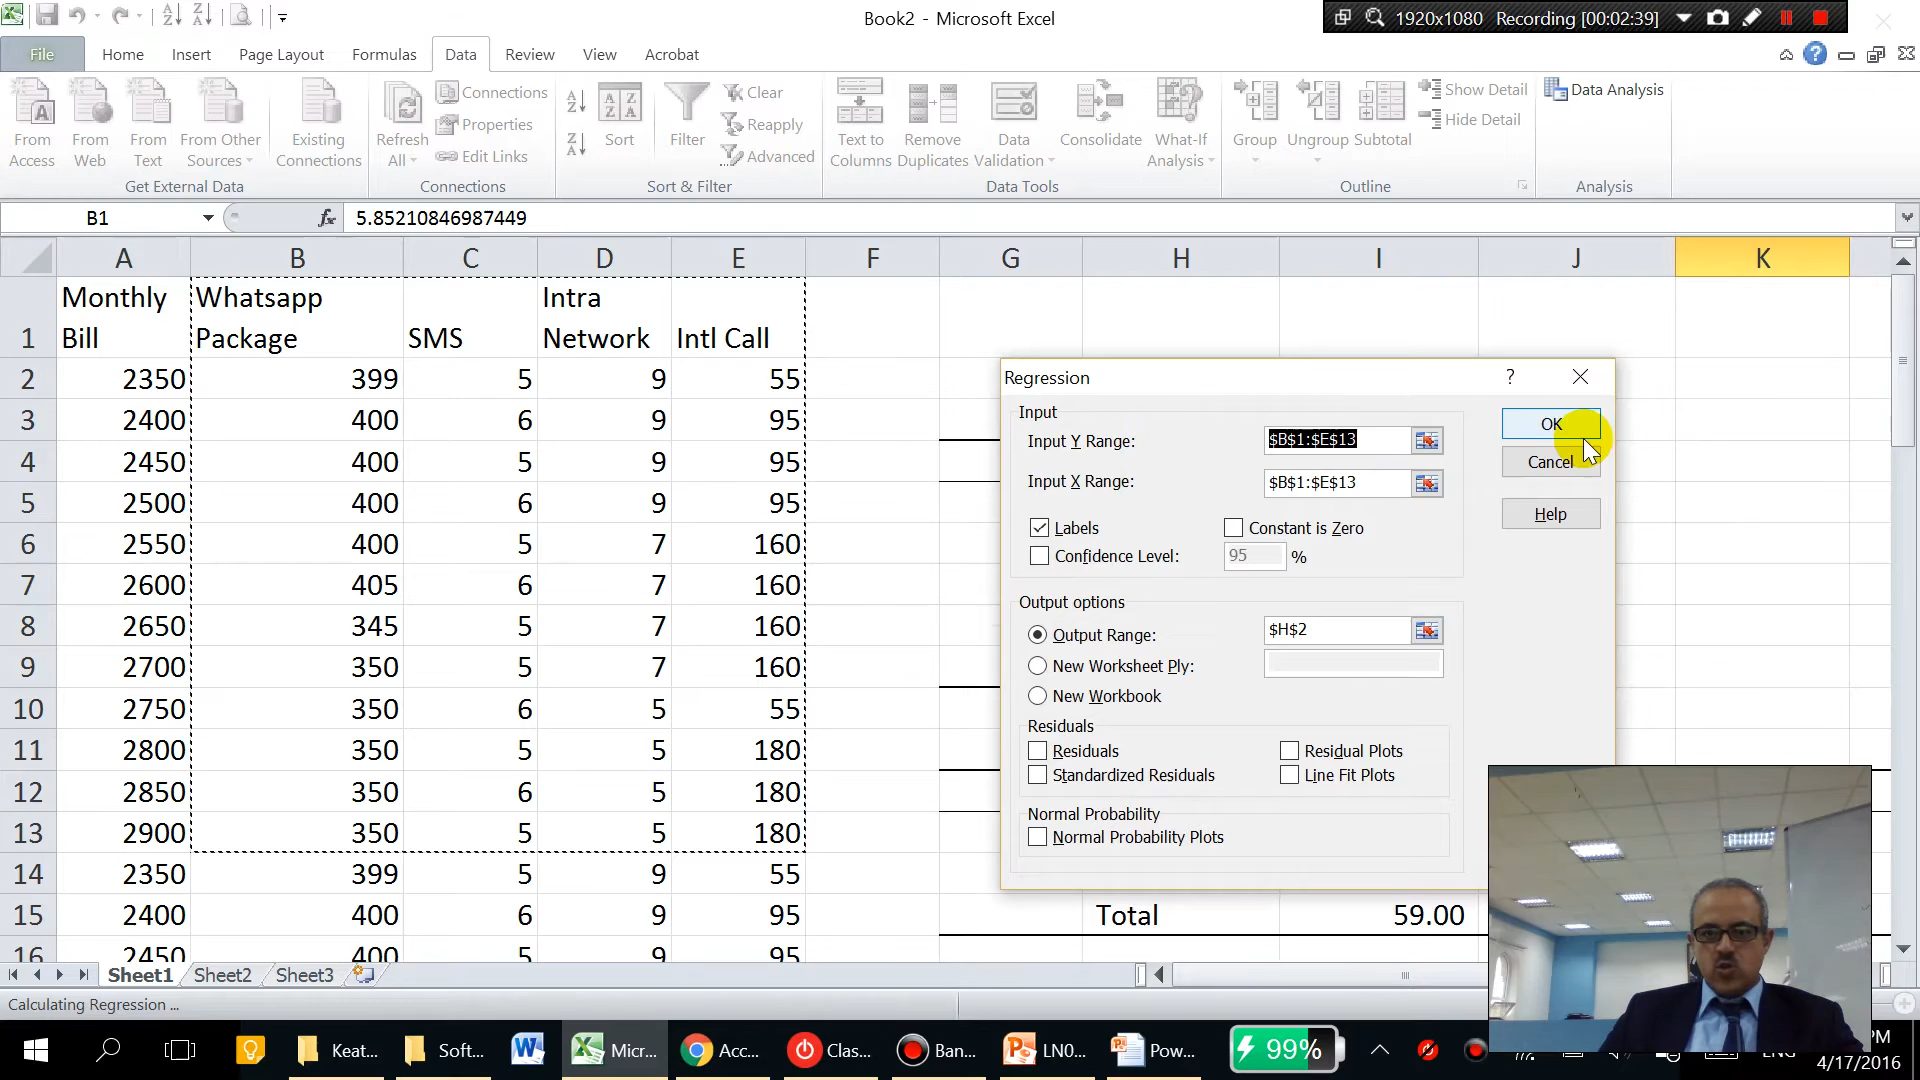 Book2 - Microsoft Excel
1920x1080 Recording [00:02:39]
File Home Insert Page Layout Formulas Data Review View Acrobat
From Access
From Web
From Text
From Other Sources
Existing Connections
Get External Data
Refresh All
Connections
Properties
Edit Links
Connections
Sort
Filter
Clear
Reapply
Advanced
Sort & Filter
Text to Columns
Remove Duplicates
Data Validation
Consolidate
What-If Analysis
Data Tools
Group
Ungroup
Subtotal
Show Detail
Hide Detail
Outline
Data Analysis
Analysis
B1 fx 5.85210846987449
A B C D E F G H I J K
1 Monthly Bill Whatsapp Package SMS Intra Network Intl Call
2 2350 399 5 9 55
3 2400 400 6 9 95
4 2450 400 5 9 95
5 2500 400 6 9 95
6 2550 400 5 7 160
7 2600 405 6 7 160
8 2650 345 5 7 160
9 2700 350 5 7 160
10 2750 350 6 5 55
11 2800 350 5 5 180
12 2850 350 6 5 180
13 2900 350 5 5 180
14 2350 399 5 9 55
15 2400 400 6 9 95 Total 59.00
16 2450 400 5 9 95
Regression ?
Input
Input Y Range: $B$1:$E$13
Input X Range: $B$1:$E$13
Labels Constant is Zero
Confidence Level: 95 %
OK
Cancel
Help
Output options
Output Range: $H$2
New Worksheet Ply:
New Workbook
Residuals
Residuals Residual Plots
Standardized Residuals Line Fit Plots
Normal Probability
Normal Probability Plots
Sheet1 Sheet2 Sheet3
Calculating Regression ...
Keat... Soft... Micr... Acc... Clas... Ban... LN0... Pow... 99%
PM
4/17/2016